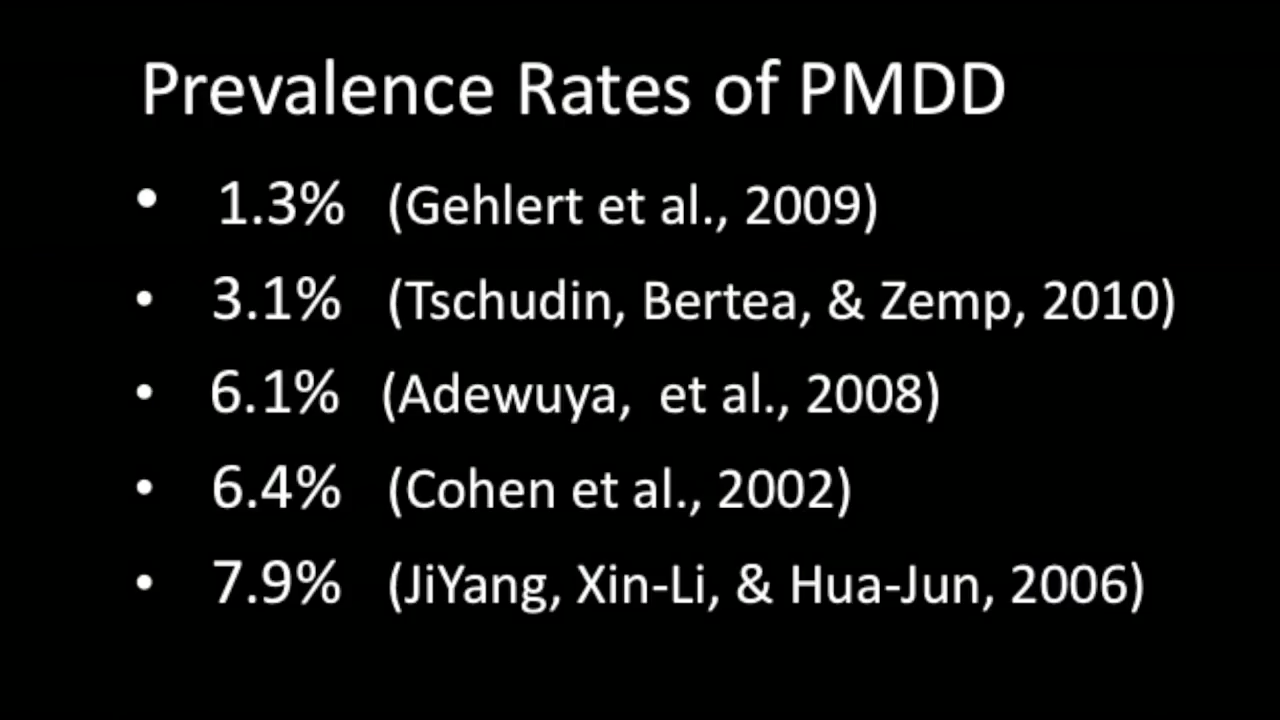 Prevalence Rates of PMDD
• 1.3% (Gehlert et al., 2009)
• 3.1% (Tschudin, Bertea, & Zemp, 2010)
• 6.1% (Adewuya, et al., 2008)
• 6.4% (Cohen et al., 2002)
• 7.9% (JiYang, Xin-Li, & Hua-Jun, 2006)